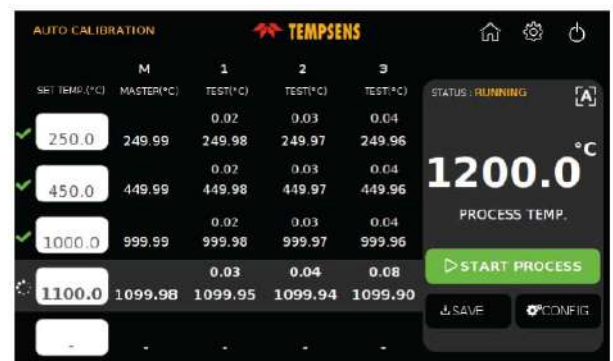 AUTO CALIBRATION
TEMPSENS
M 1 2 3
SET TEMP.(°C) MASTER(°C) TEST(°C) TEST(°C) TEST(°C)
0.02 0.03 0.04
250.0 249.99 249.98 249.97 249.96
0.02 0.03 0.04
450.0 449.99 449.98 449.97 449.96
0.02 0.03 0.04
1000.0 999.99 999.98 999.97 999.96
0.03 0.04 0.08
1100.0 1099.98 1099.95 1099.94 1099.90
- - - - -
STATUS : RUNNING
[A]
1200.0 °C
PROCESS TEMP.
START PROCESS
SAVE
CONFIG